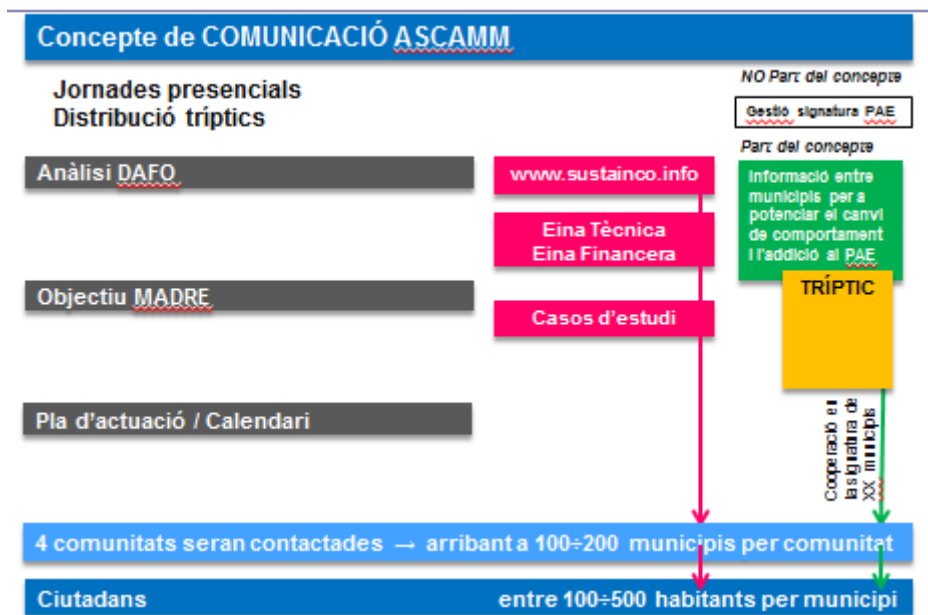 Concepte de COMUNICACIÓ ASCAMM
Jornades presencials
Distribució tríptics
NO Part del concepte
Gestió signatura PAE
Part del concepte
Anàlisi DAFO
www.sustainco.info
Informació entre
municipis per a
potenciar el canvi
de comportament
i l'addició al PAE
Eina Tècnica
Eina Financera
TRÍPTIC
Objectiu MADRE
Casos d'estudi
Pla d'actuació / Calendari
Cooperació en
la signatura de
XX municipis
4 comunitats seran contactades → arribant a 100÷200 municipis per comunitat
Ciutadans entre 100÷500 habitants per municipi